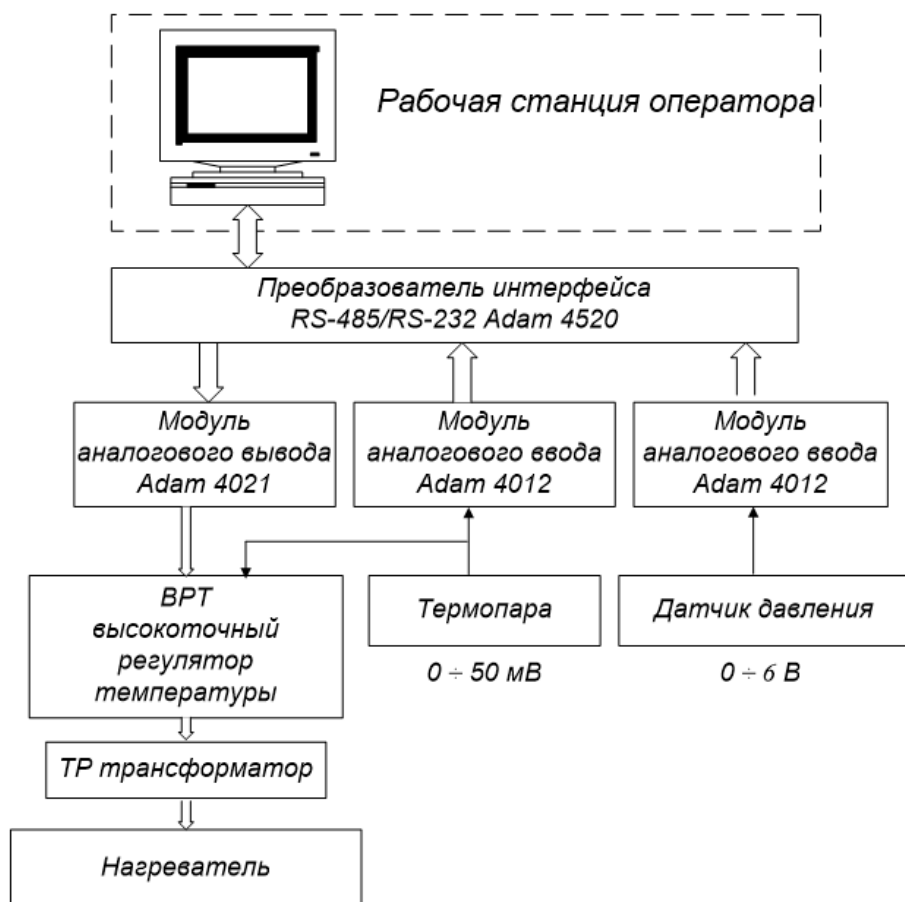 Рабочая станция оператора
Преобразователь интерфейса
RS-485/RS-232 Adam 4520
Модуль
аналогового вывода
Adam 4021
Модуль
аналогового ввода
Adam 4012
Модуль
аналогового ввода
Adam 4012
ВРТ
высокоточный
регулятор
температуры
Термопара
0 ÷ 50 мВ
Датчик давления
0 ÷ 6 В
ТР трансформатор
Нагреватель